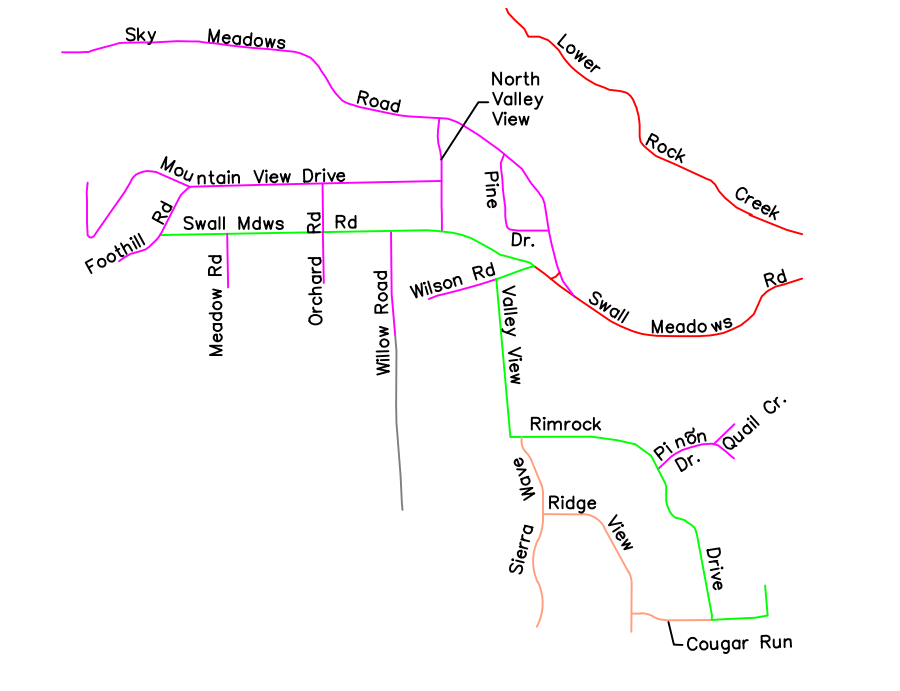 Sky Meadows Road
North
Valley
View
Lower Rock Creek
Mountain View Drive
Pine Dr.
Foothill Rd
Swall Mdws Rd
Meadow Rd
Orchard Rd
Willow Road
Wilson Rd
Swall Meadows Rd
Valley View
Rimrock Drive
Piñon
Dr.
Quail Cr.
Sierra Wave
Ridge View
Cougar Run